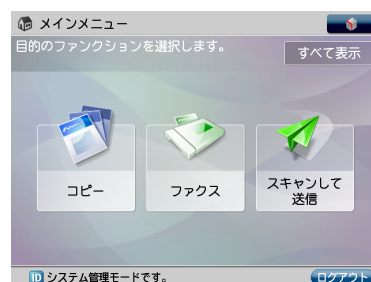 メインメニュー
目的のファンクションを選択します。
すべて表示
コピー
ファクス
スキャンして
送信
ID システム管理モードです。
ログアウト